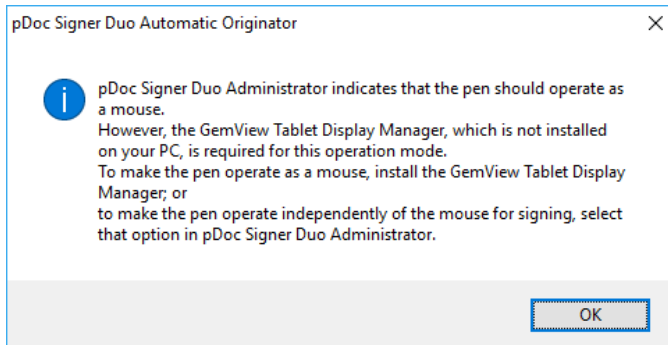 pDoc Signer Duo Automatic Originator
pDoc Signer Duo Administrator indicates that the pen should operate as
a mouse.
However, the GemView Tablet Display Manager, which is not installed
on your PC, is required for this operation mode.
To make the pen operate as a mouse, install the GemView Tablet Display
Manager; or
to make the pen operate independently of the mouse for signing, select
that option in pDoc Signer Duo Administrator.
OK